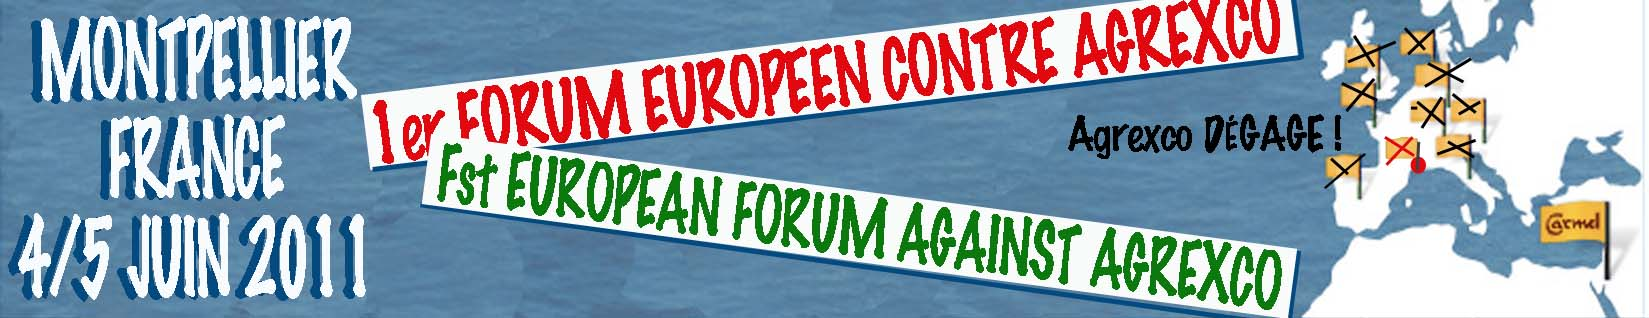 MONTPELLIER
FRANCE
4/5 JUIN 2011
1er FORUM EUROPEEN CONTRE AGREXCO
Fst EUROPEAN FORUM AGAINST AGREXCO
Agrexco DÉGAGE !
Carmel